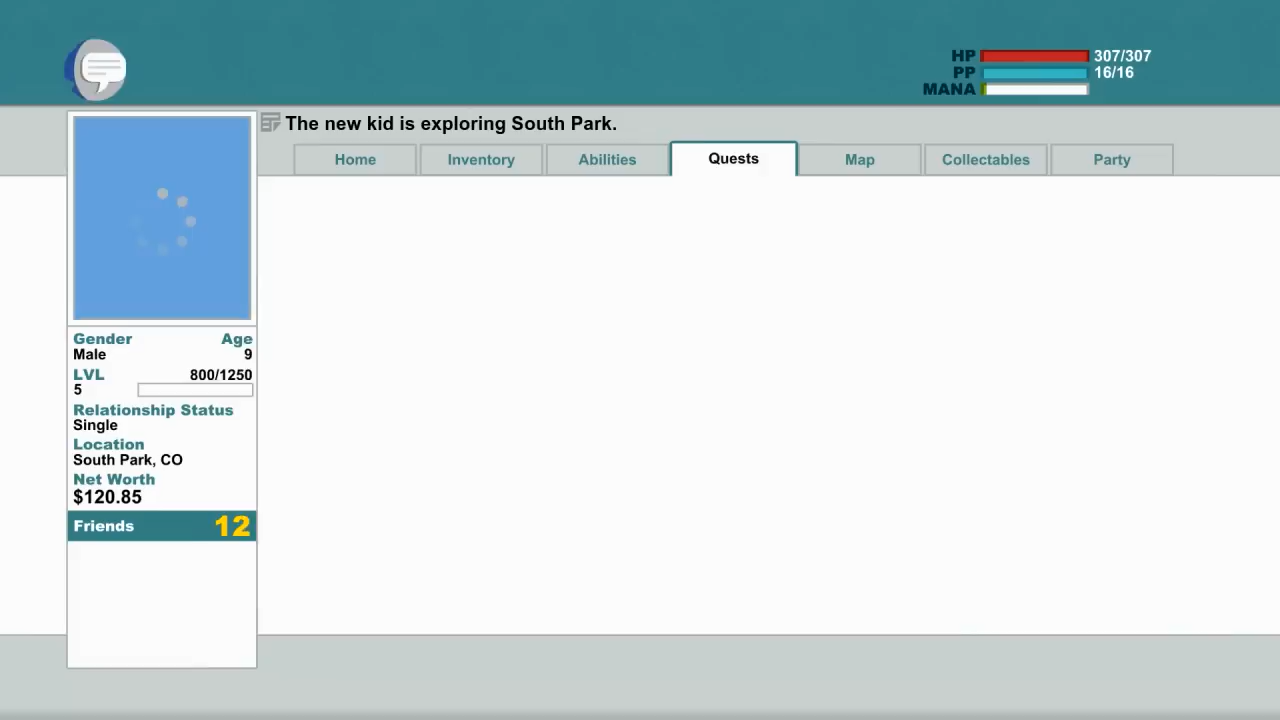 HP 307/307
PP 16/16
MANA
The new kid is exploring South Park.
Home Inventory Abilities Quests Map Collectables Party
Gender Age
Male 9
LVL 800/1250
5
Relationship Status
Single
Location
South Park, CO
Net Worth
$120.85
Friends 12